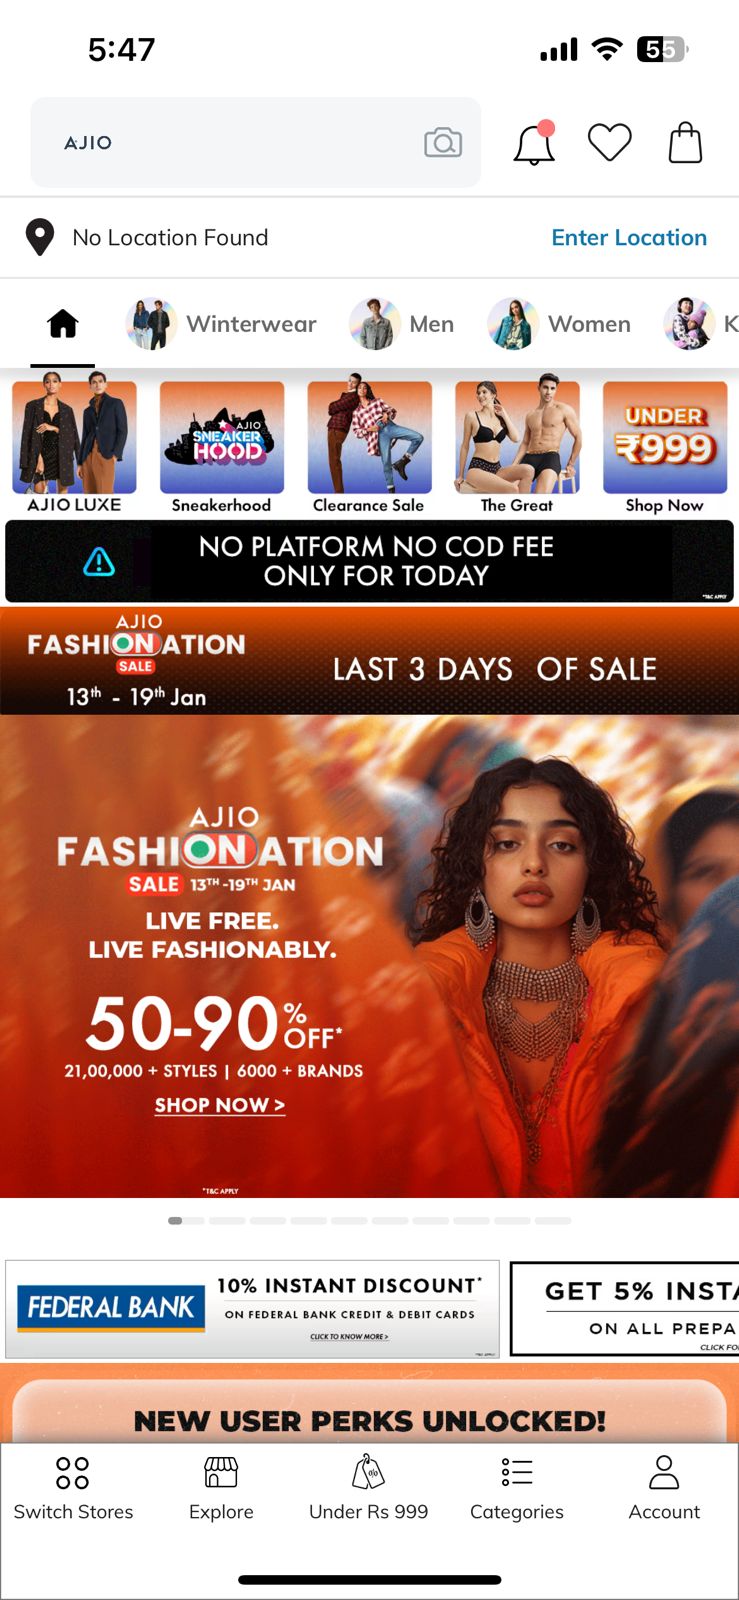 5:47
55
AJIO
No Location Found
Enter Location
Winterwear
Men
Women
K
AJIO
SNEAKER
HOOD
UNDER
₹999
AJIO LUXE
Sneakerhood
Clearance Sale
The Great
Shop Now
NO PLATFORM NO COD FEE
ONLY FOR TODAY
*T&C APPLY
AJIO
FASHIONATION
SALE
13th - 19th Jan
LAST 3 DAYS OF SALE
AJIO
FASHIONATION
SALE 13TH -19TH JAN
LIVE FREE.
LIVE FASHIONABLY.
50-90% OFF*
21,00,000 + STYLES | 6000 + BRANDS
SHOP NOW >
*T&C APPLY
FEDERAL BANK
10% INSTANT DISCOUNT*
ON FEDERAL BANK CREDIT & DEBIT CARDS
CLICK TO KNOW MORE >
GET 5% INSTA
ON ALL PREPA
CLICK FO
NEW USER PERKS UNLOCKED!
%
Switch Stores
Explore
Under Rs 999
Categories
Account